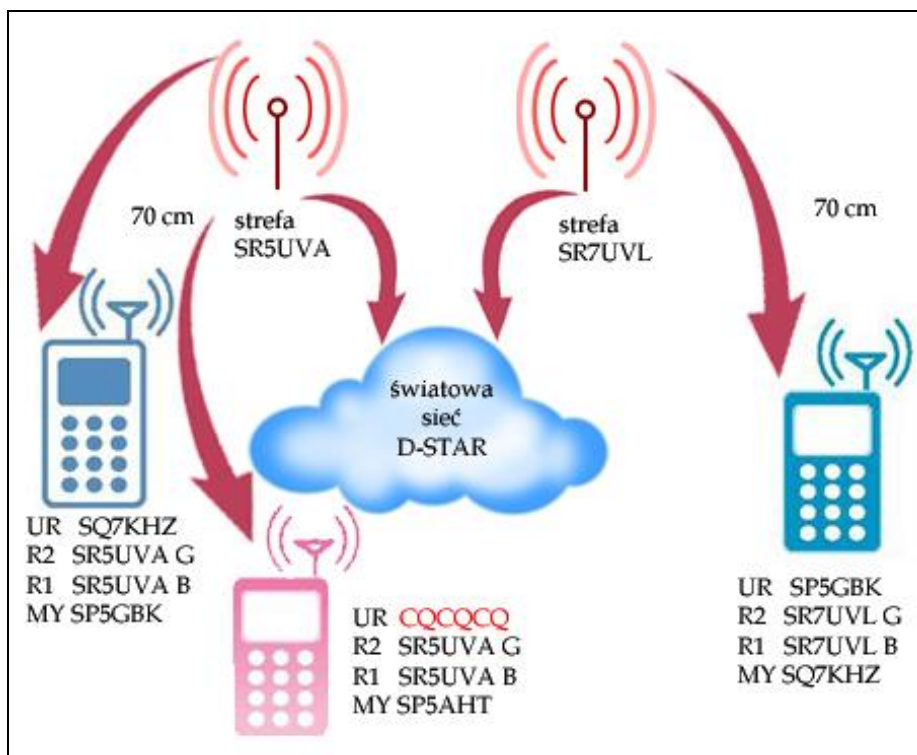 70 cm
strefa
SR5UVA
strefa
SR7UVL
70 cm
światowa
sieć
D-STAR
UR SQ7KHZ
R2 SR5UVA G
R1 SR5UVA B
MY SP5GBK
UR CQCQCQ
R2 SR5UVA G
R1 SR5UVA B
MY SP5AHT
UR SP5GBK
R2 SR7UVL G
R1 SR7UVL B
MY SQ7KHZ